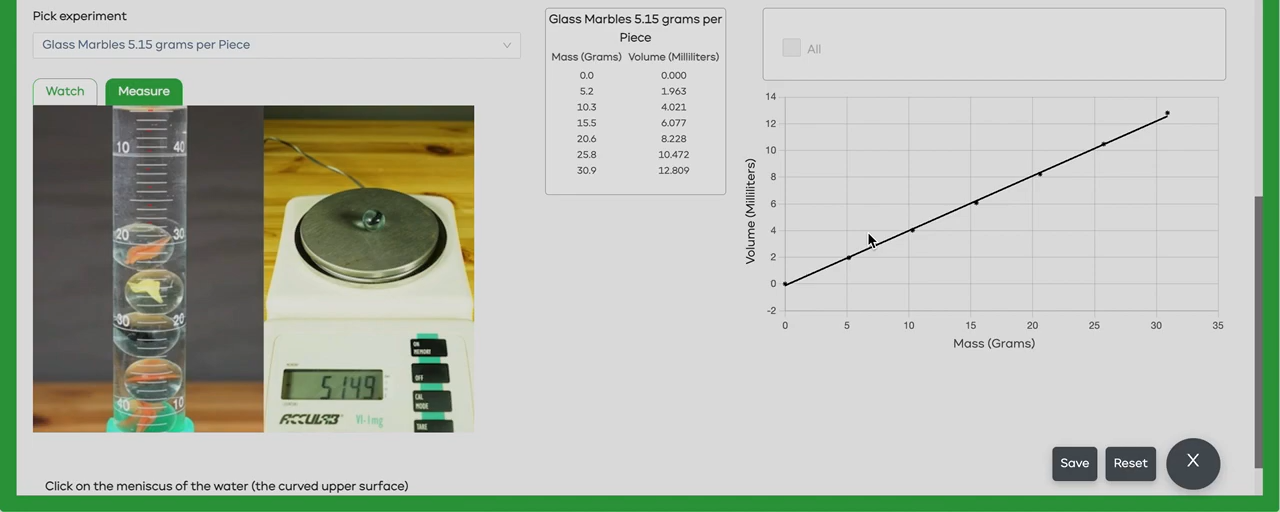 Pick experiment
Glass Marbles 5.15 grams per Piece
Watch
Measure
10 40
20 30
30 20
40 10
5.149
ON
MEMORY
OFF
CAL
MODE
TARE
ACCULAB VI-1mg
Click on the meniscus of the water (the curved upper surface)
Glass Marbles 5.15 grams per
Piece
Mass (Grams) Volume (Milliliters)
0.0 0.000
5.2 1.963
10.3 4.021
15.5 6.077
20.6 8.228
25.8 10.472
30.9 12.809
All
Volume (Milliliters)
14
12
10
8
6
4
2
0
-2
0 5 10 15 20 25 30 35
Mass (Grams)
Save
Reset
X